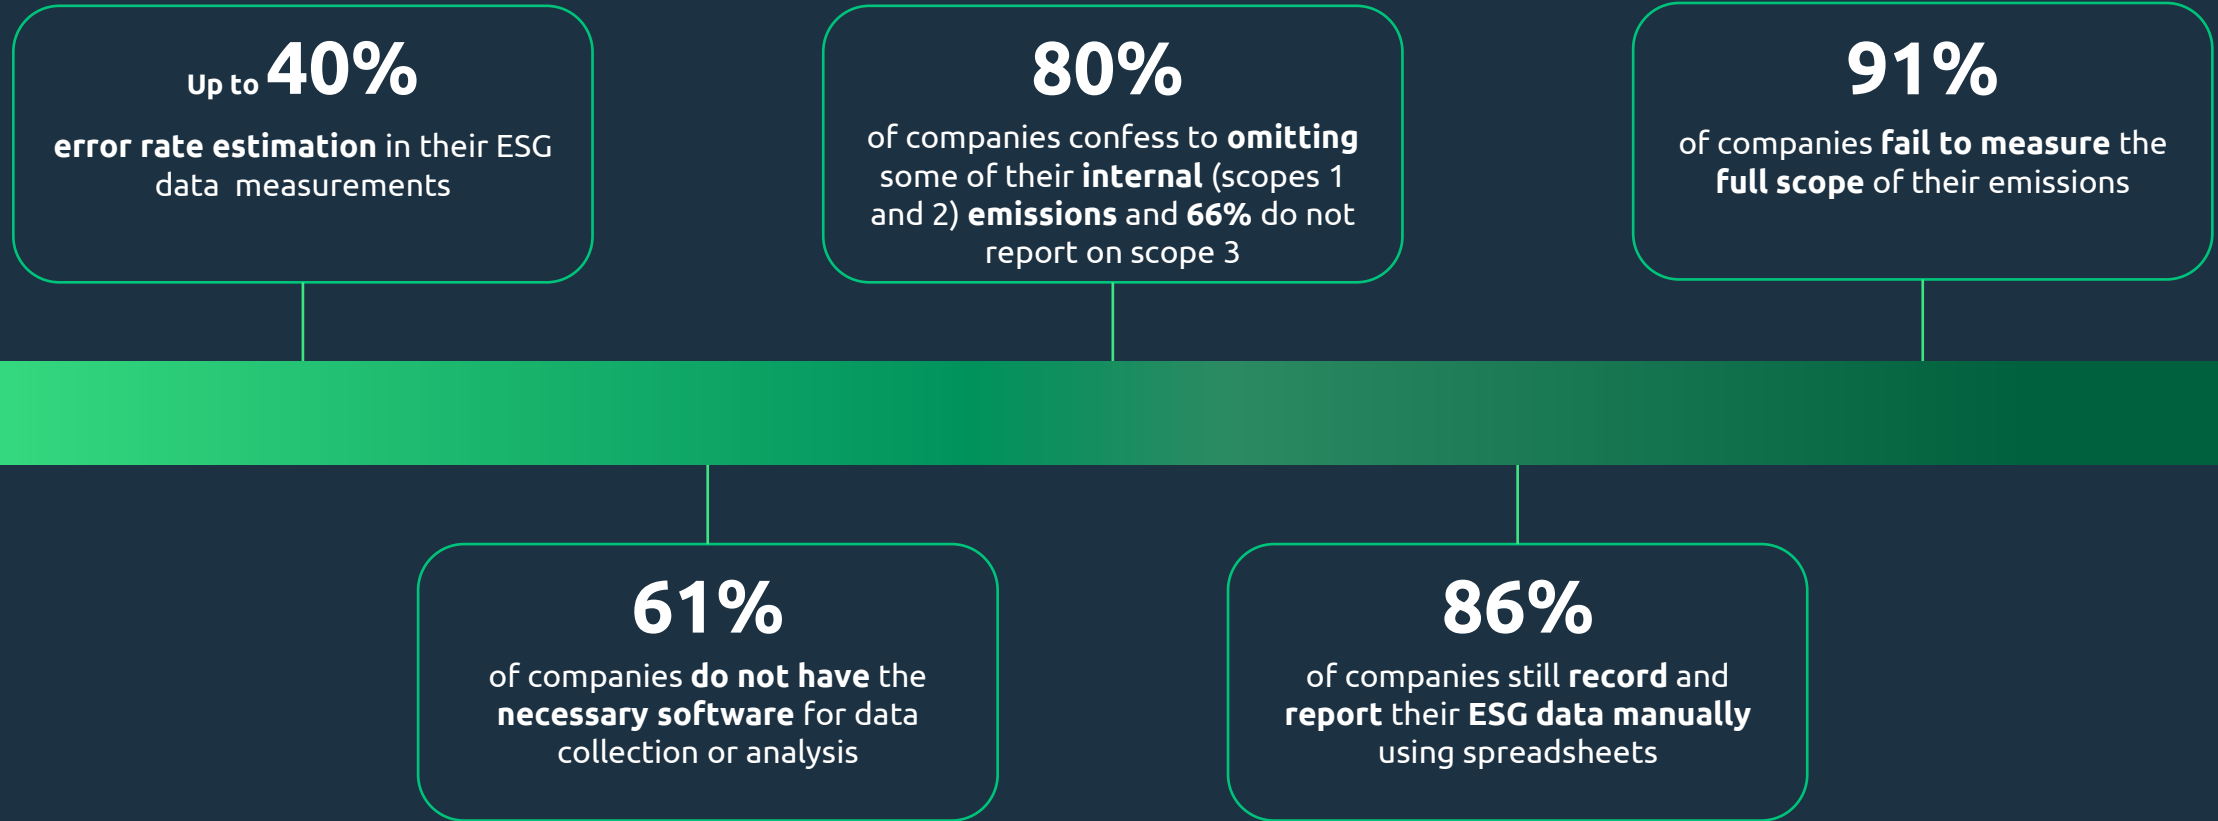 Up to 40%
error rate estimation in their ESG
data measurements
80%
of companies confess to omitting
some of their internal (scopes 1
and 2) emissions and 66% do not
report on scope 3
91%
of companies fail to measure the
full scope of their emissions
61%
of companies do not have the
necessary software for data
collection or analysis
86%
of companies still record and
report their ESG data manually
using spreadsheets